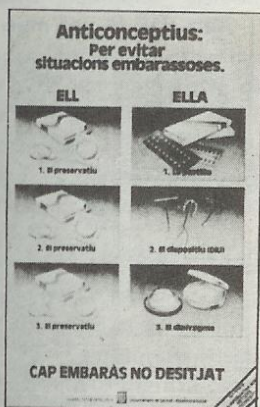 Anticonceptius:
Per evitar
situacions embarassoses.
ELL
ELLA
1. El preservatiu
1. La pastilla
2. El preservatiu
2. El dispositiu (DIU)
3. El preservatiu
3. El diafragma
CAP EMBARÀS NO DESITJAT